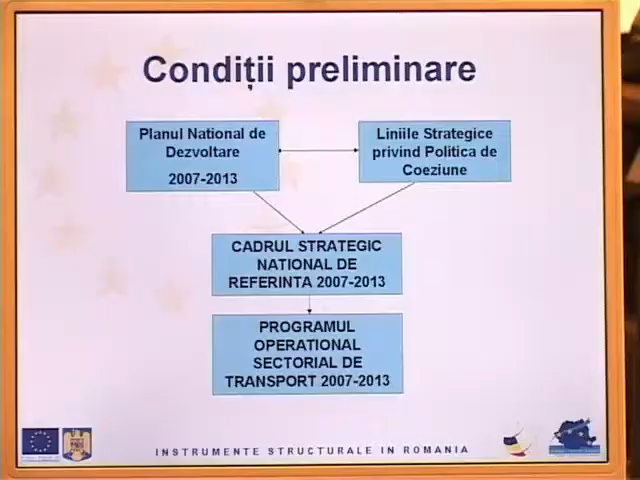 Condiții preliminare
Planul National de
Dezvoltare
2007-2013
Liniile Strategice
privind Politica de
Coeziune
CADRUL STRATEGIC
NATIONAL DE
REFERINTA 2007-2013
PROGRAMUL
OPERATIONAL
SECTORIAL DE
TRANSPORT 2007-2013
INSTRUMENTE STRUCTURALE IN ROMANIA